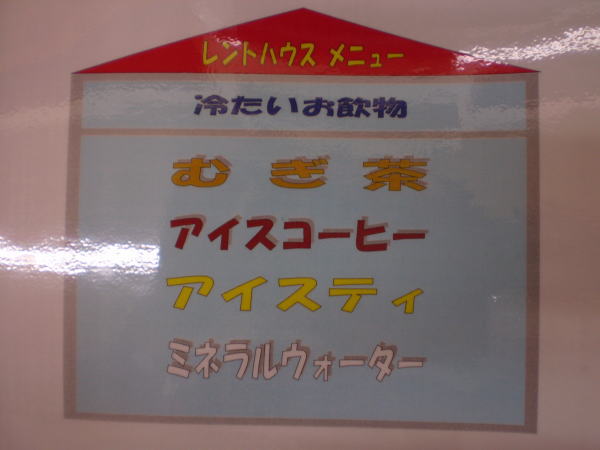 レントハウス メニュー
冷たいお飲物
むぎ茶
アイスコーヒー
アイスティ
ミネラルウォーター